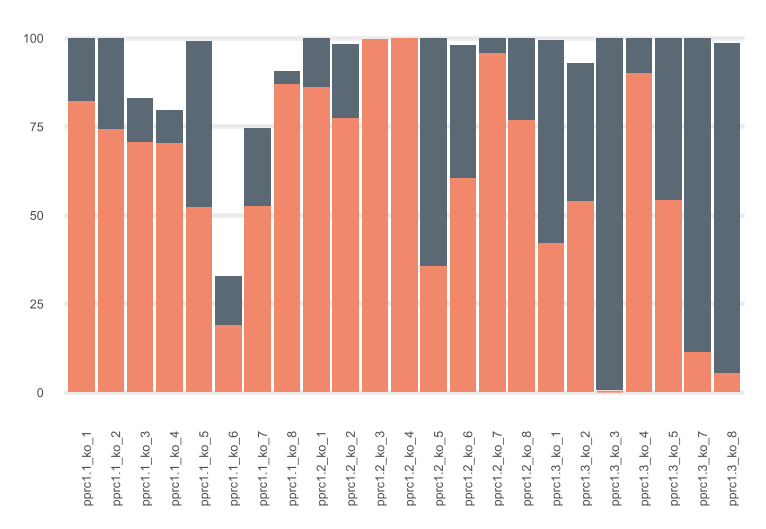 100
75
50
25
0
pprc1.1_ko_1
pprc1.1_ko_2
pprc1.1_ko_3
pprc1.1_ko_4
pprc1.1_ko_5
pprc1.1_ko_6
pprc1.1_ko_7
pprc1.1_ko_8
pprc1.2_ko_1
pprc1.2_ko_2
pprc1.2_ko_3
pprc1.2_ko_4
pprc1.2_ko_5
pprc1.2_ko_6
pprc1.2_ko_7
pprc1.2_ko_8
pprc1.3_ko_1
pprc1.3_ko_2
pprc1.3_ko_3
pprc1.3_ko_4
pprc1.3_ko_5
pprc1.3_ko_7
pprc1.3_ko_8